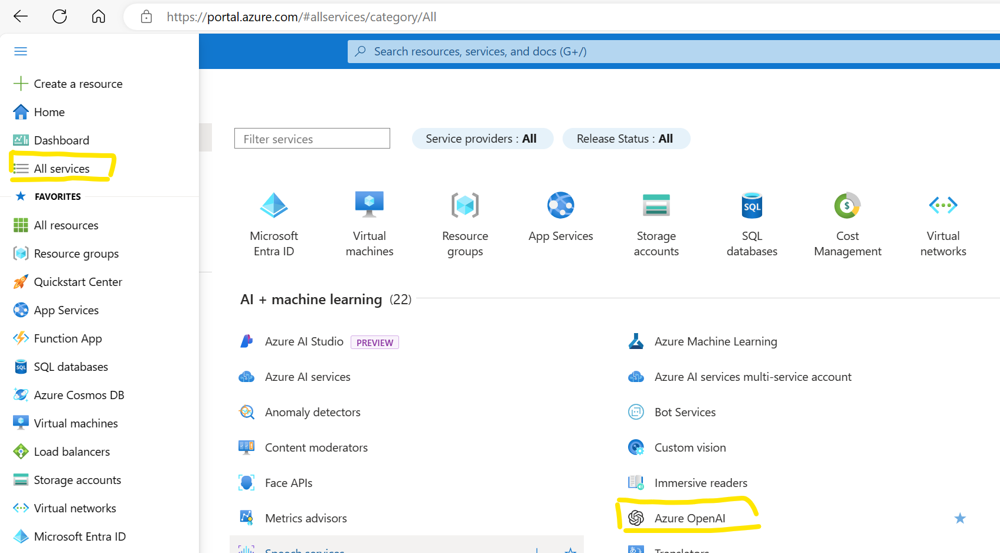 https://portal.azure.com/#allservices/category/All
Search resources, services, and docs (G+/)
Create a resource
Home
Dashboard
All services
FAVORITES
All resources
Resource groups
Quickstart Center
App Services
Function App
SQL databases
Azure Cosmos DB
Virtual machines
Load balancers
Storage accounts
Virtual networks
Microsoft Entra ID
Filter services
Service providers : All
Release Status : All
Microsoft
Entra ID
Virtual
machines
Resource
groups
App Services
Storage
accounts
SQL
SQL
databases
Cost
Management
Virtual
networks
AI + machine learning (22)
Azure AI Studio PREVIEW
Azure Machine Learning
Azure AI services
Azure AI services multi-service account
Anomaly detectors
Bot Services
Content moderators
Custom vision
Face APIs
Immersive readers
Metrics advisors
Azure OpenAI
Speech services
Translators